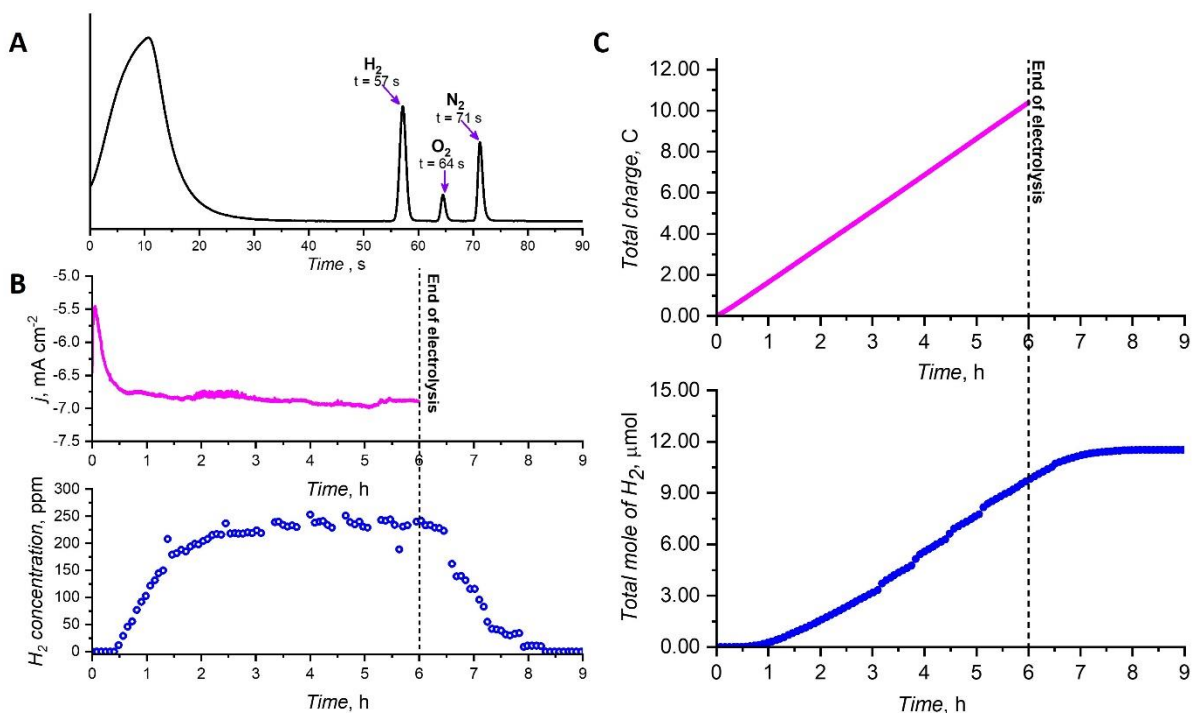 A
H2
t = 57 s
O2
t = 64 s
N2
t = 71 s
0 10 20 30 40 50 60 70 80 90
Time , s
B
-5.0
-5.5
-6.0
-6.5
-7.0
-7.5
j, mA cm-2
End of electrolysis
0 1 2 3 4 5 6 7 8 9
Time, h
300
250
200
150
100
50
0
H2 concentration, ppm
0 1 2 3 4 5 6 7 8 9
Time, h
C
12.00
10.00
8.00
6.00
4.00
2.00
0.00
Total charge, C
End of electrolysis
0 1 2 3 4 5 6 7 8 9
Time, h
15.00
12.00
9.00
6.00
3.00
0.00
Total mole of H2, μmol
0 1 2 3 4 5 6 7 8 9
Time, h